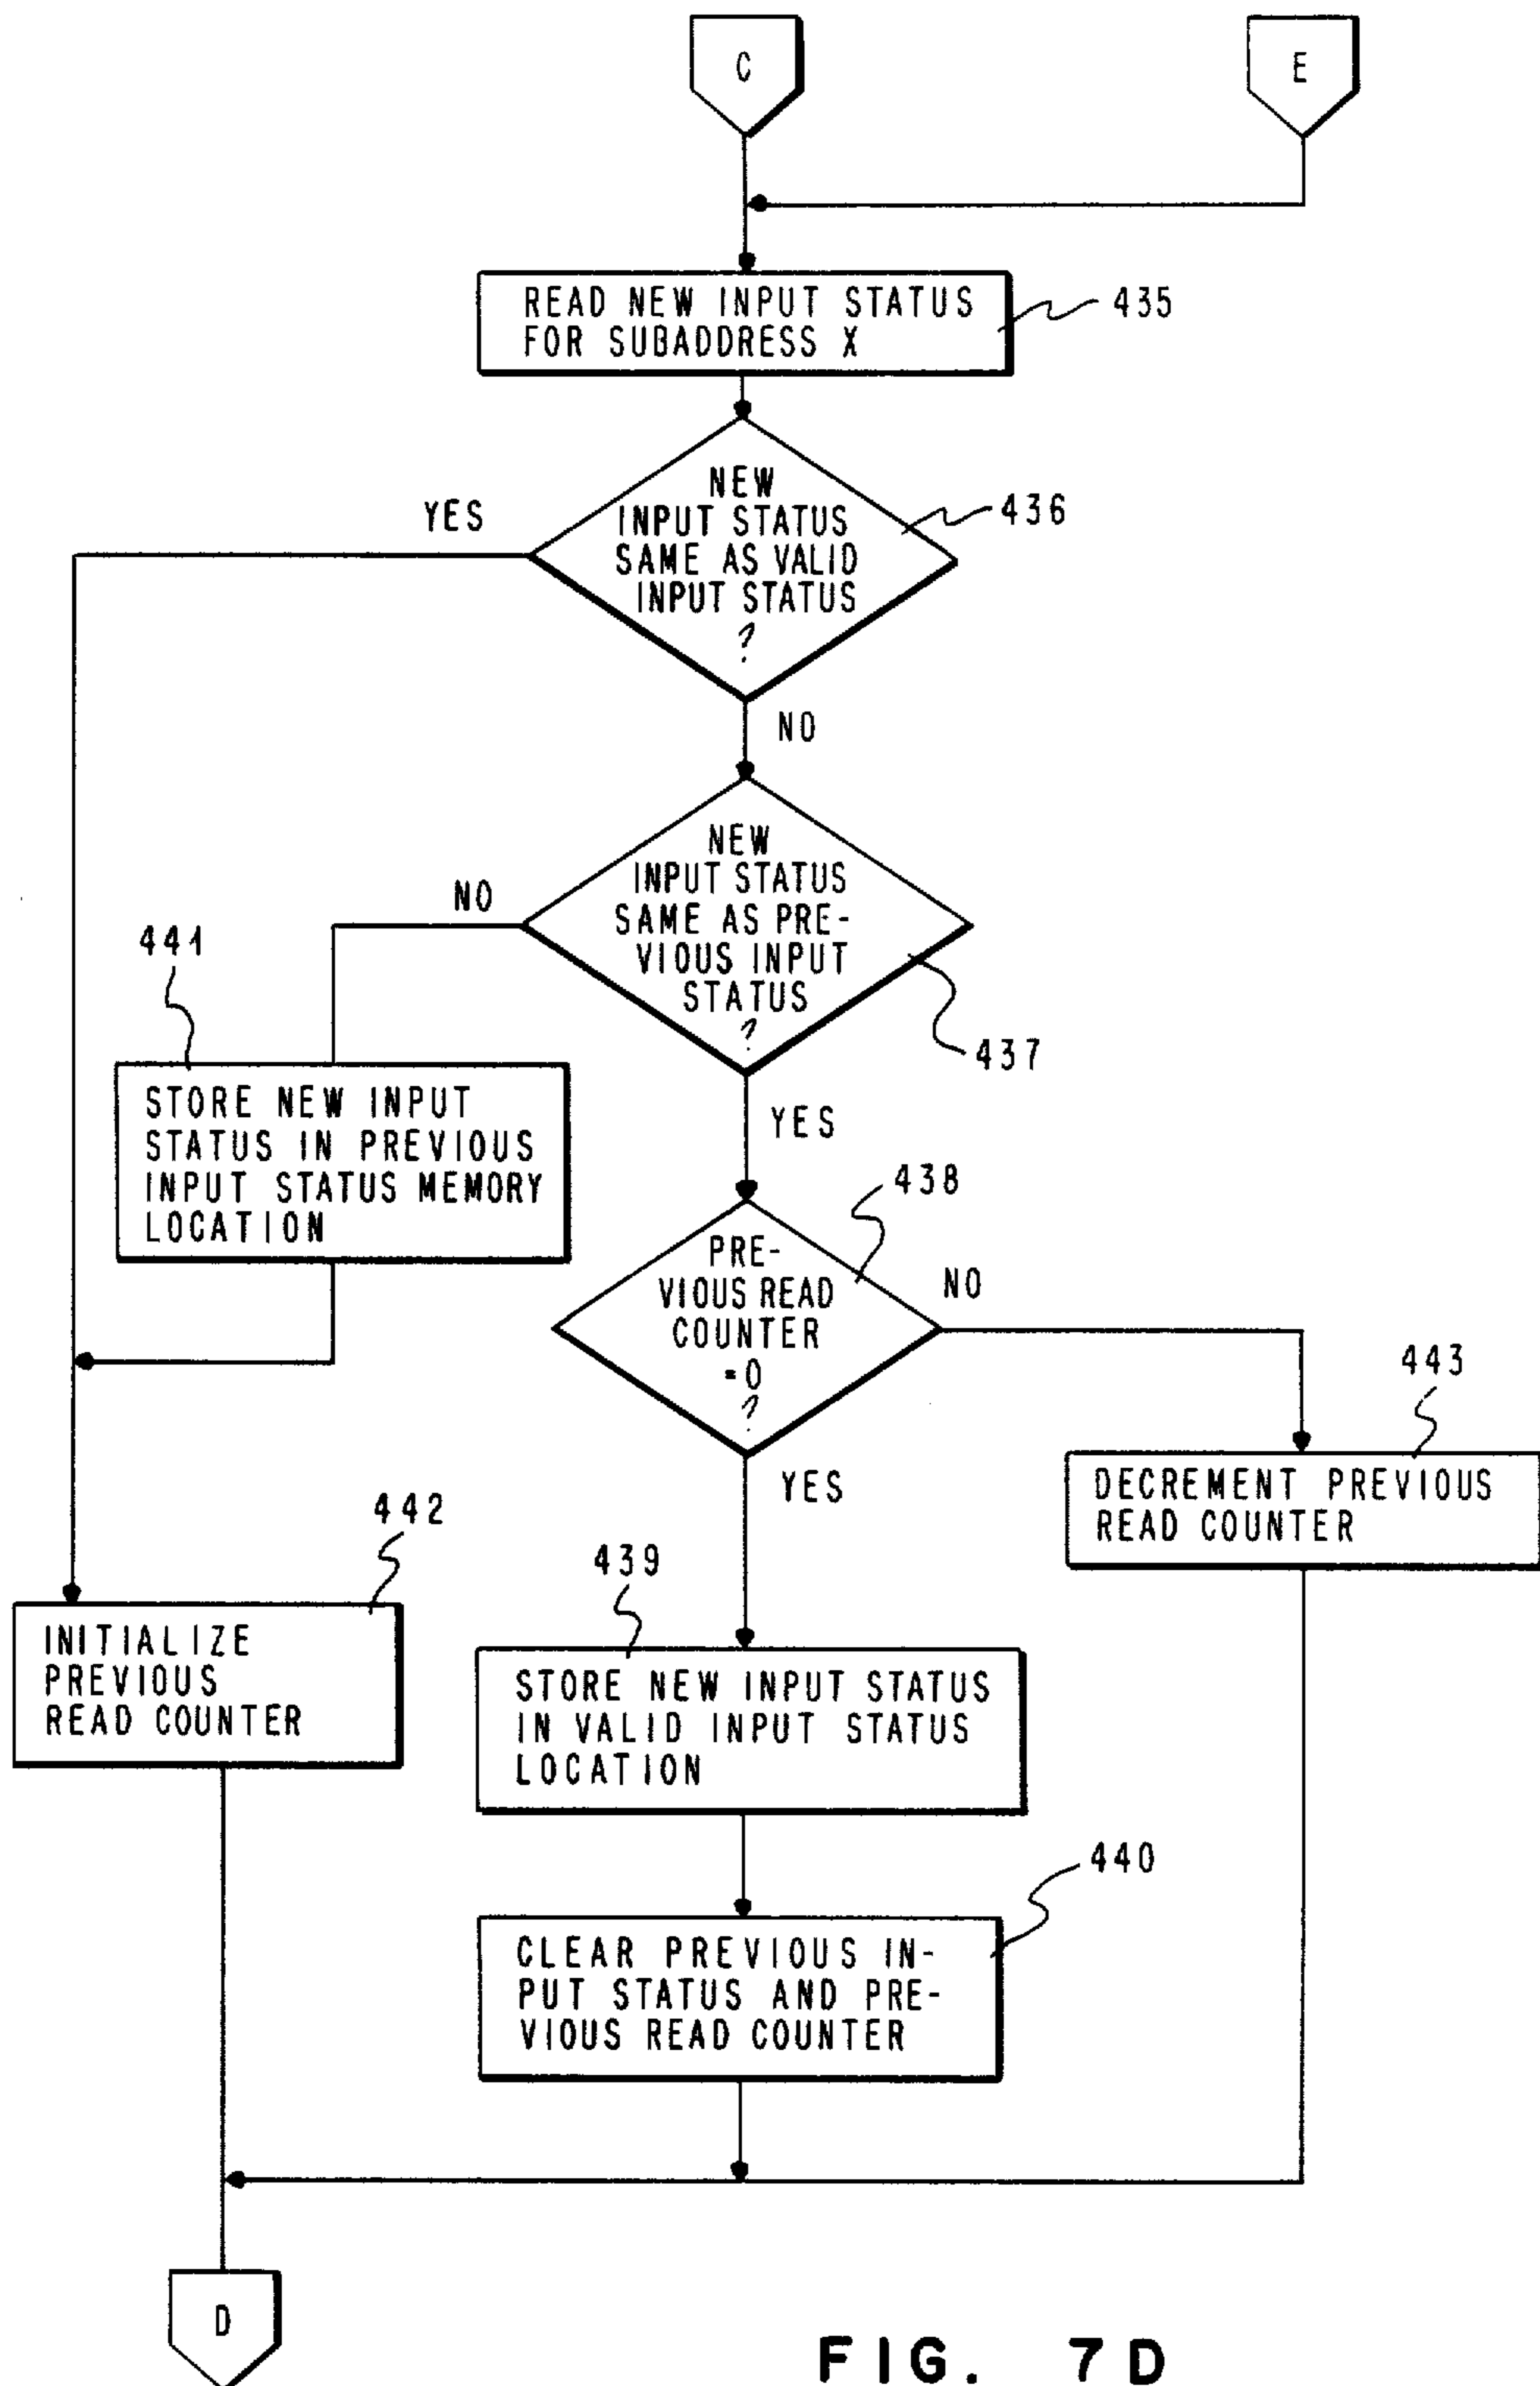 C
E
READ NEW INPUT STATUS
FOR SUBADDRESS X
435
NEW
INPUT STATUS
SAME AS VALID
INPUT STATUS
?
436
YES
NO
NEW
INPUT STATUS
SAME AS PRE-
VIOUS INPUT
STATUS
?
437
NO
441
STORE NEW INPUT
STATUS IN PREVIOUS
INPUT STATUS MEMORY
LOCATION
YES
438
PRE-
VIOUS READ
COUNTER
=0
?
NO
443
DECREMENT PREVIOUS
READ COUNTER
YES
442
INITIALIZE
PREVIOUS
READ COUNTER
439
STORE NEW INPUT STATUS
IN VALID INPUT STATUS
LOCATION
440
CLEAR PREVIOUS IN-
PUT STATUS AND PRE-
VIOUS READ COUNTER
D
FIG. 7D